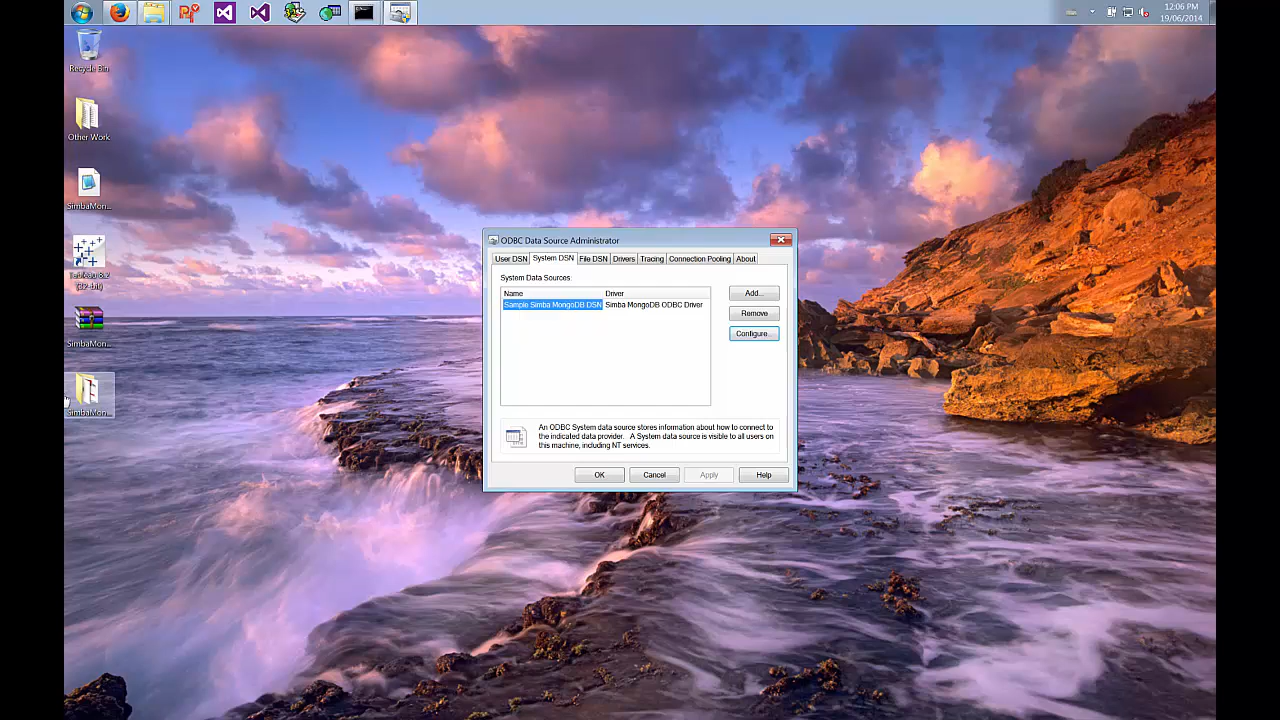 12:06 PM
19/06/2014
Recycle Bin
Other Work
SimbaMon...
Tableau 8.2
(32-bit)
SimbaMon...
SimbaMon...
ODBC Data Source Administrator
User DSN System DSN File DSN Drivers Tracing Connection Pooling About
System Data Sources:
Name Driver
Sample Simba MongoDB DSN Simba MongoDB ODBC Driver
Add...
Remove
Configure...
An ODBC System data source stores information about how to connect to
the indicated data provider. A System data source is visible to all users on
this machine, including NT services.
OK Cancel Apply Help